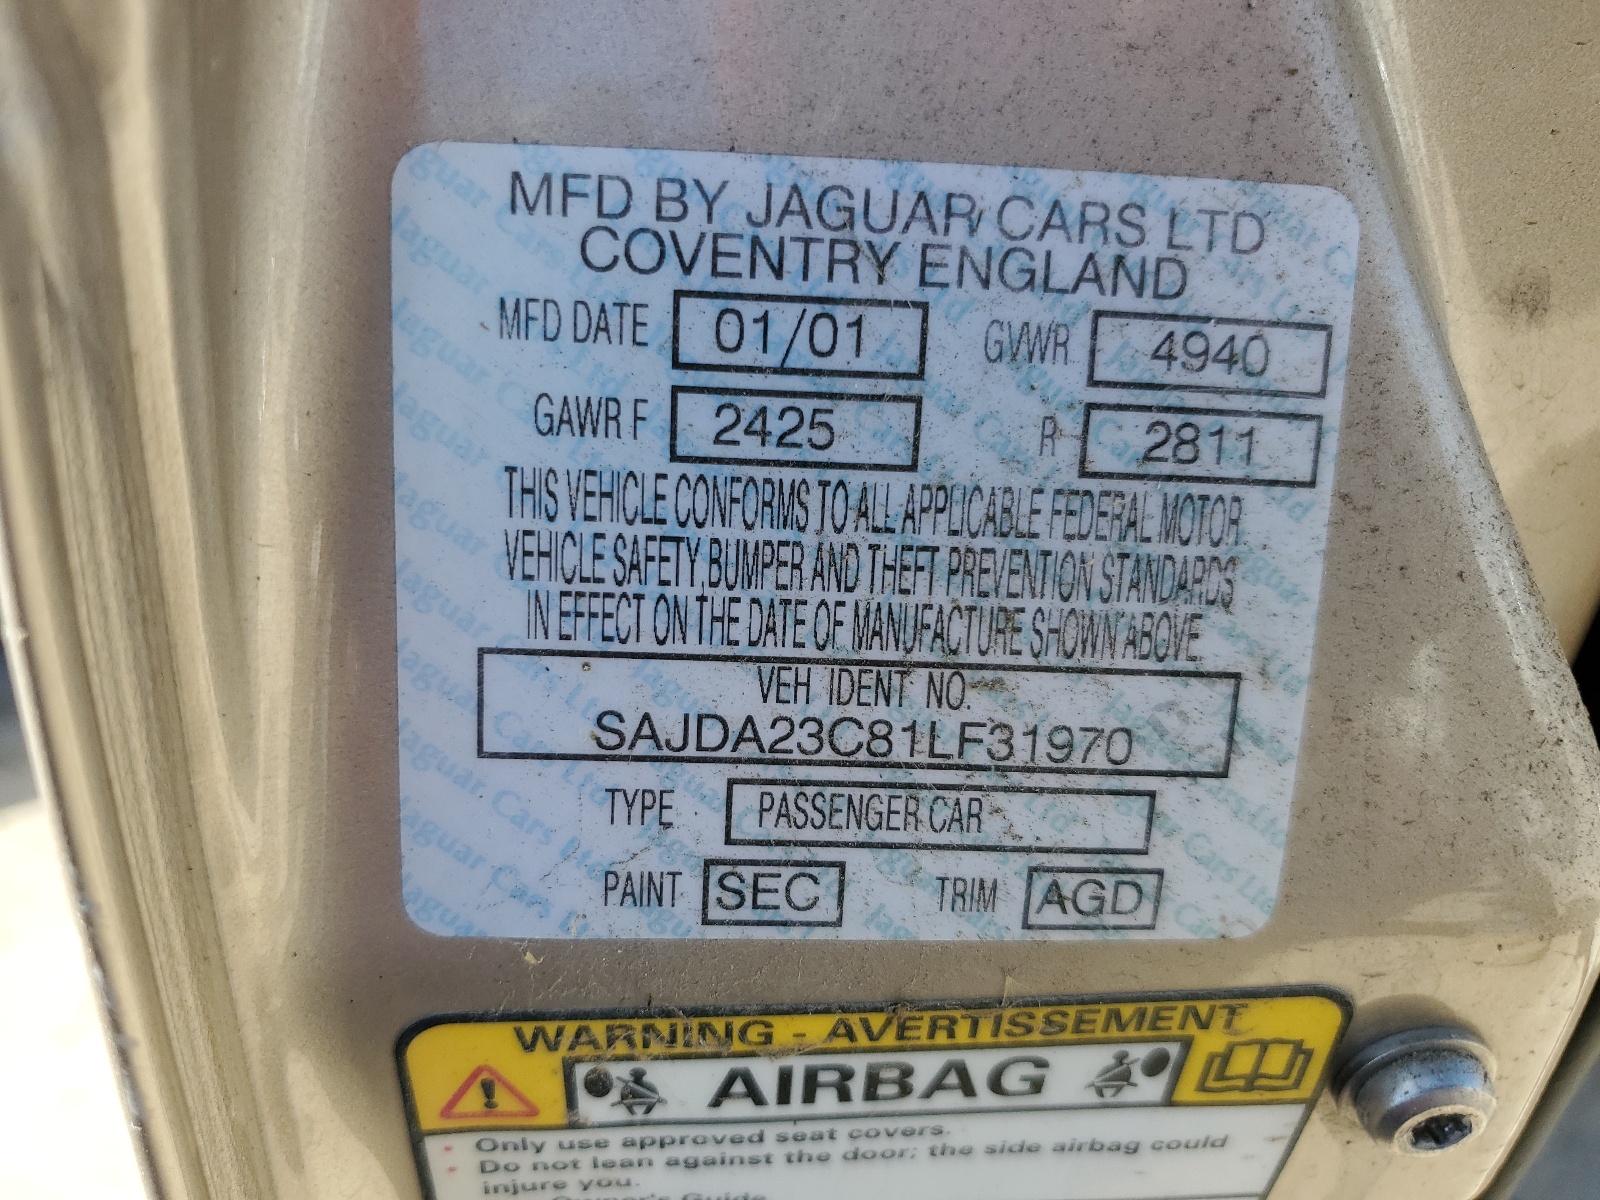 MFD BY JAGUAR CARS LTD
COVENTRY ENGLAND
MFD DATE 01/01 GVWR 4940
GAWR F 2425 R 2811
THIS VEHICLE CONFORMS TO ALL APPLICABLE FEDERAL MOTOR
VEHICLE SAFETY, BUMPER AND THEFT PREVENTION STANDARDS
IN EFFECT ON THE DATE OF MANUFACTURE SHOWN ABOVE
VEH IDENT NO.
SAJDA23C81LF31970
TYPE PASSENGER CAR
PAINT SEC TRIM AGD
WARNING - AVERTISSEMENT
AIRBAG
• Only use approved seat covers.
• Do not lean against the door; the side airbag could
injure you.
Owner's Guide